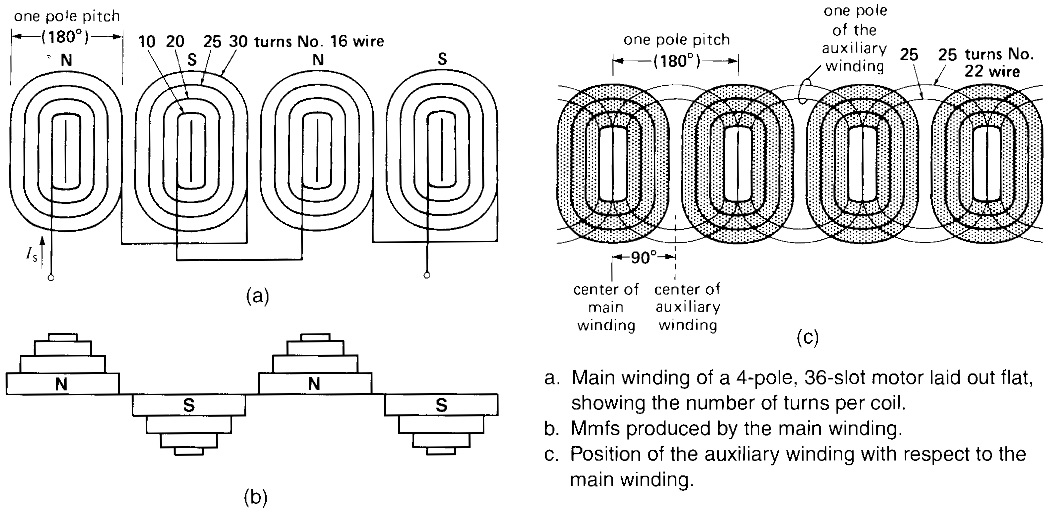 one pole pitch
(180°)
N
S
N
S
10 20 25 30 turns No. 16 wire
Is
(a)
N
S
N
S
(b)
one pole pitch
(180°)
one pole
of the
auxiliary
winding
25
25 turns No.
22 wire
90°
center of
main
winding
center of
auxiliary
winding
(c)
a. Main winding of a 4-pole, 36-slot motor laid out flat,
showing the number of turns per coil.
b. Mmfs produced by the main winding.
c. Position of the auxiliary winding with respect to the
main winding.